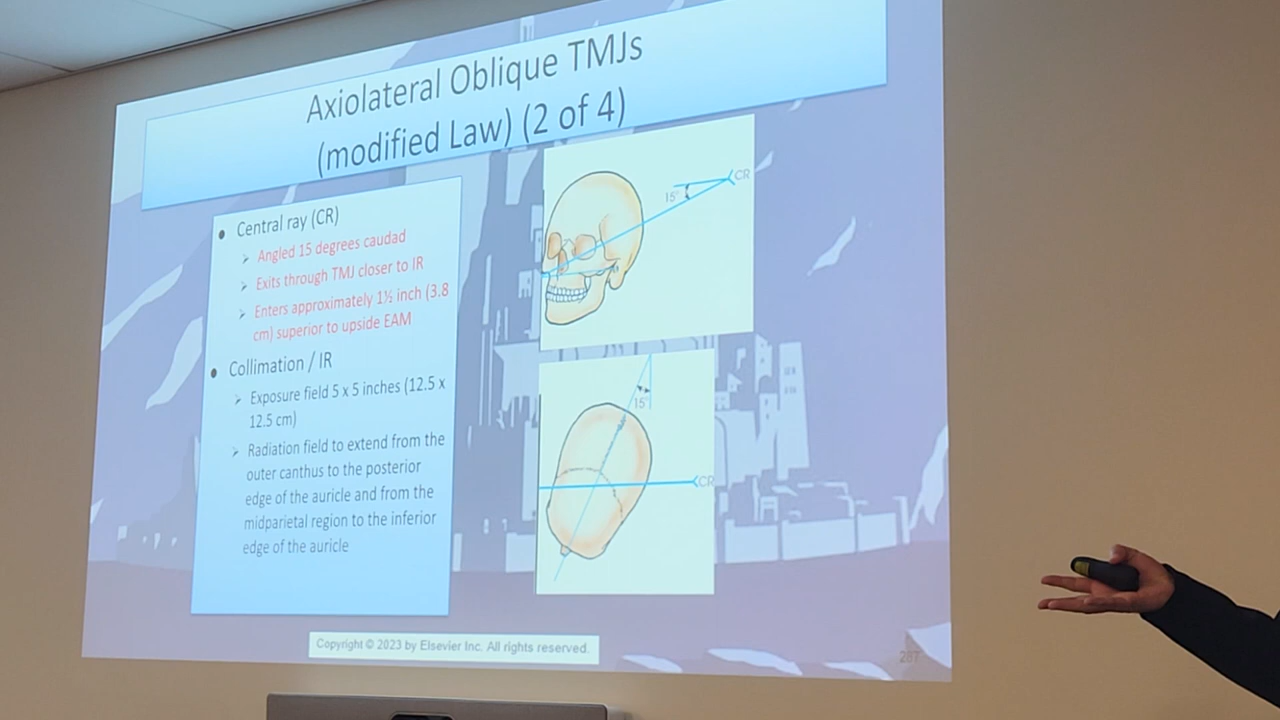 Axiolateral Oblique TMJs
(modified Law) (2 of 4)
• Central ray (CR)
➢ Angled 15 degrees caudad
➢ Exits through TMJ closer to IR
➢ Enters approximately 1½ inch (3.8
cm) superior to upside EAM
• Collimation / IR
➢ Exposure field 5 x 5 inches (12.5 x
12.5 cm)
➢ Radiation field to extend from the
outer canthus to the posterior
edge of the auricle and from the
midparietal region to the inferior
edge of the auricle
CR
15°
15°
CR
Copyright © 2023 by Elsevier Inc. All rights reserved.
287